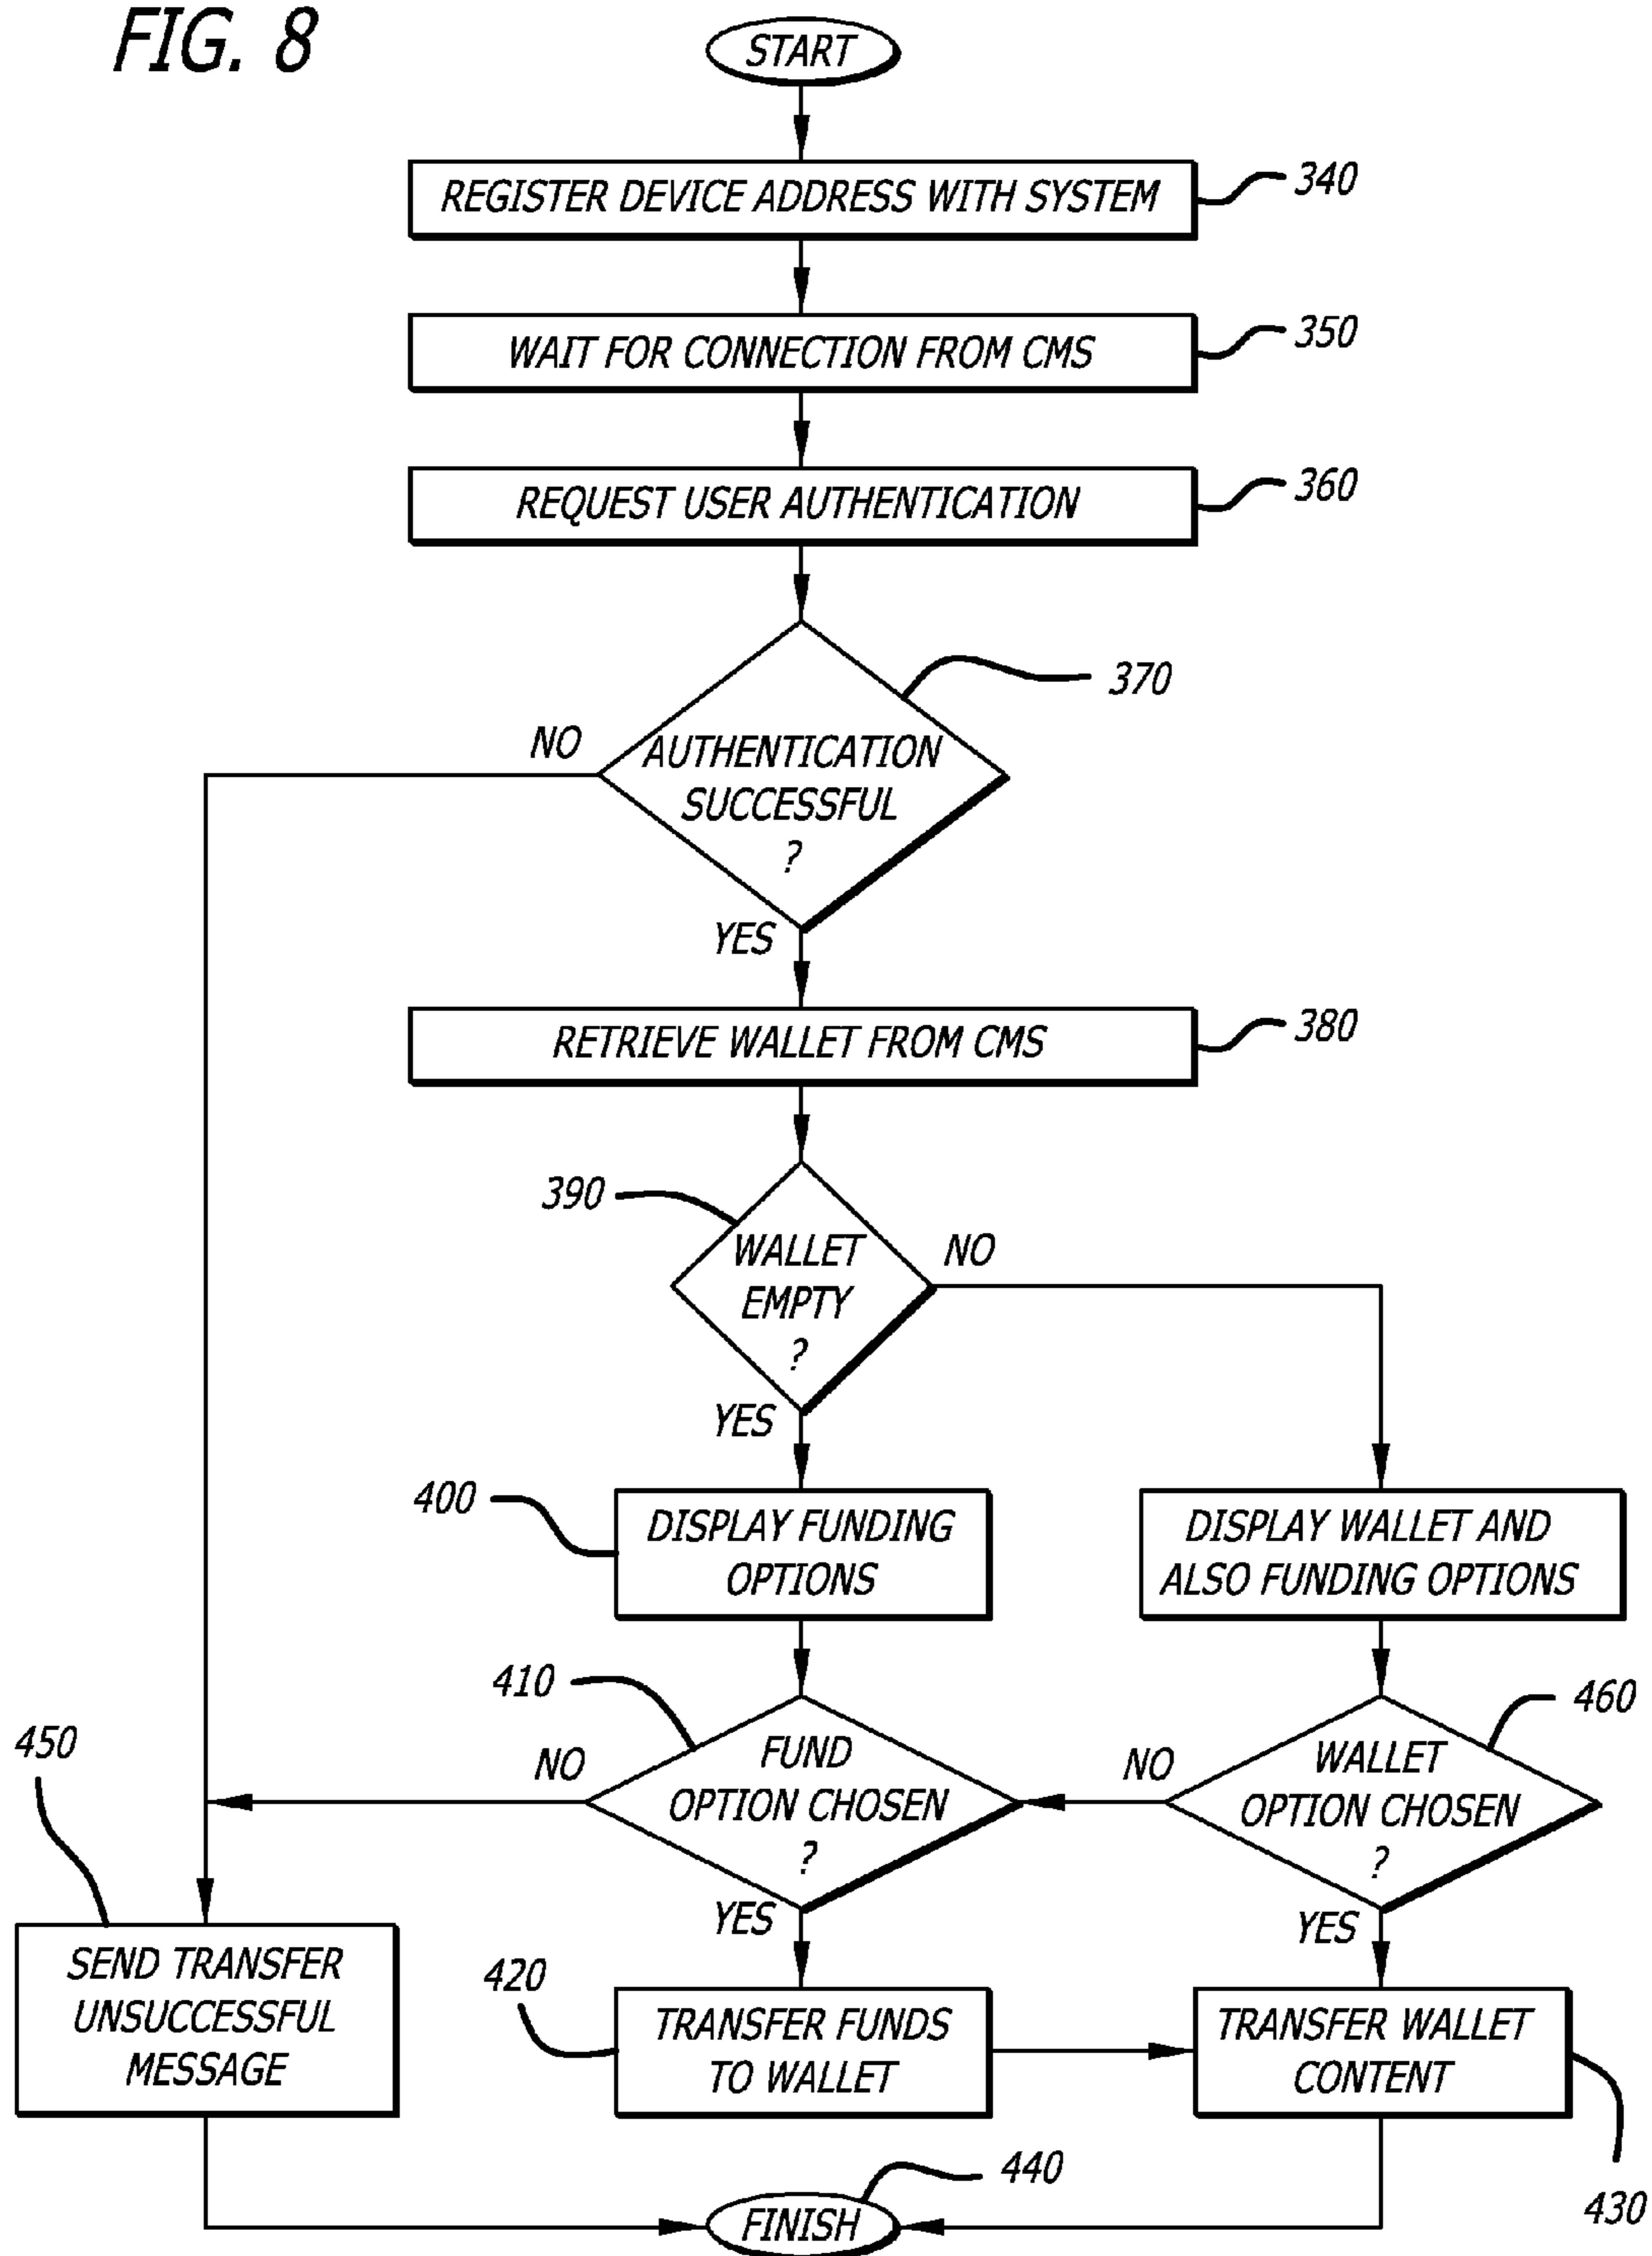 FIG. 8
START
REGISTER DEVICE ADDRESS WITH SYSTEM
340
WAIT FOR CONNECTION FROM CMS
350
REQUEST USER AUTHENTICATION
360
370
NO
AUTHENTICATION
SUCCESSFUL
?
YES
RETRIEVE WALLET FROM CMS
380
390
WALLET
EMPTY
?
NO
YES
400
DISPLAY FUNDING
OPTIONS
DISPLAY WALLET AND
ALSO FUNDING OPTIONS
410
NO
FUND
OPTION CHOSEN
?
YES
460
NO
WALLET
OPTION CHOSEN
?
YES
450
SEND TRANSFER
UNSUCCESSFUL
MESSAGE
420
TRANSFER FUNDS
TO WALLET
TRANSFER WALLET
CONTENT
430
440
FINISH